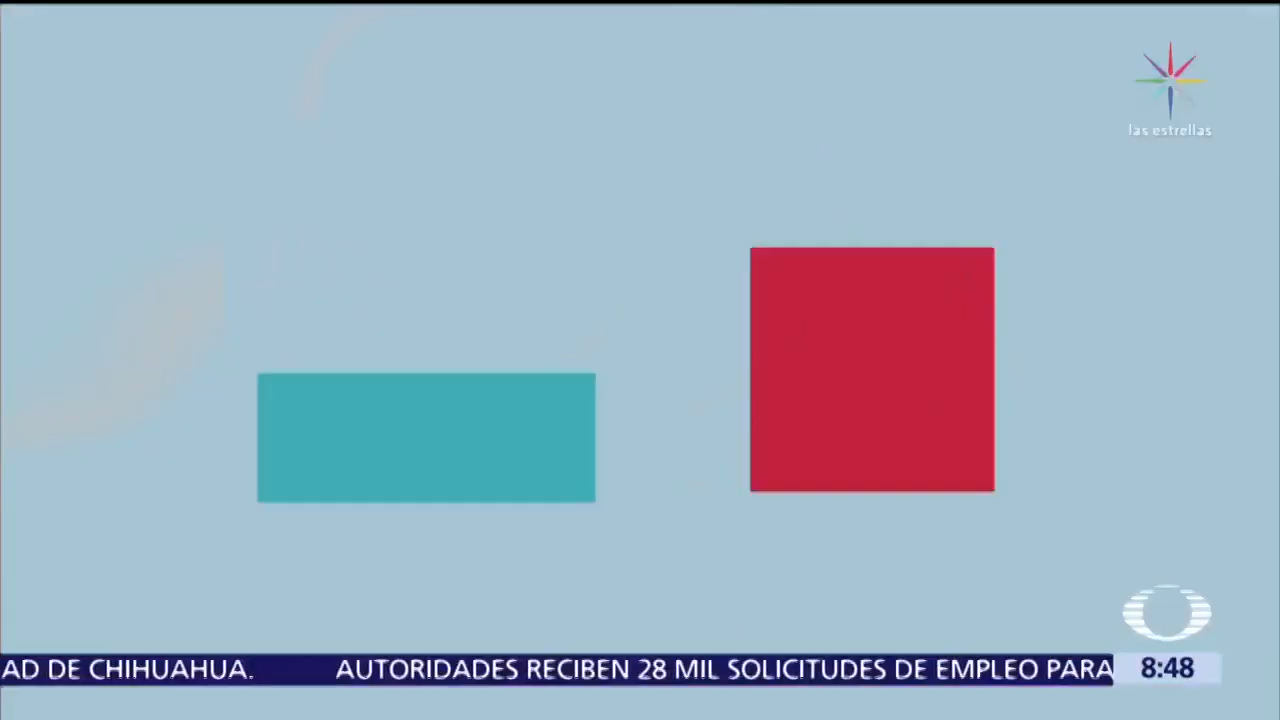 las estrellas
AD DE CHIHUAHUA. AUTORIDADES RECIBEN 28 MIL SOLICITUDES DE EMPLEO PARA 8:48